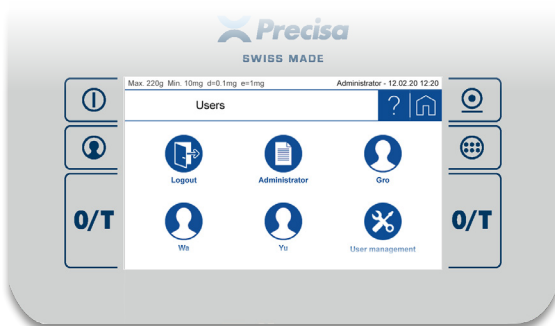 Precisa
SWISS MADE
Max. 220g Min. 10mg d=0.1mg e=1mg Administrator - 12.02.20 12:20
Users ?
Logout Administrator Gro
0/T 0/T
Wa Yu User management